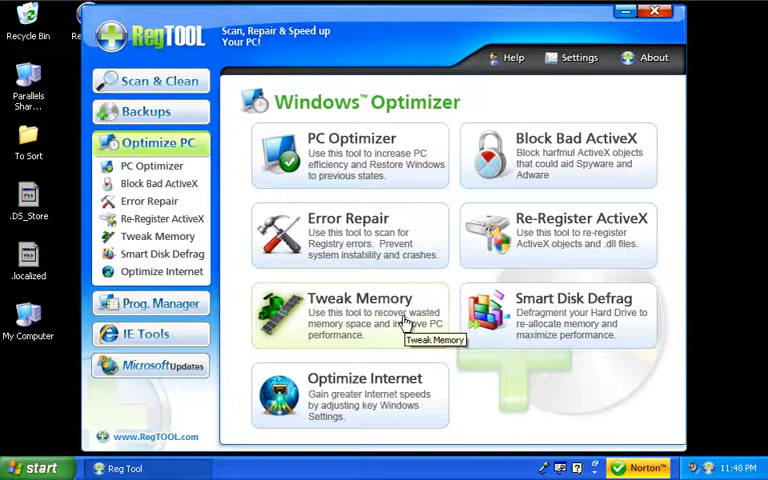 Recycle Bin
Re
Parallels
Shar...
To Sort
.DS_Store
.localized
My Computer
RegTOOL
Scan, Repair & Speed up
Your PC!
Help
Settings
About
Scan & Clean
Backups
Optimize PC
PC Optimizer
Block Bad ActiveX
Error Repair
Re-Register ActiveX
Tweak Memory
Smart Disk Defrag
Optimize Internet
Prog. Manager
IE Tools
Microsoft Updates
www.RegTOOL.com
Windows™ Optimizer
PC Optimizer
Use this tool to increase PC
efficiency and Restore Windows
to previous states.
Block Bad ActiveX
Block harmful ActiveX objects
that could aid Spyware and
Adware
Error Repair
Use this tool to scan for
Registry errors. Prevent
system instability and crashes.
Re-Register ActiveX
Use this tool to re-register
ActiveX objects and .dll files.
Tweak Memory
Use this tool to recover wasted
memory space and improve PC
performance.
Tweak Memory
Smart Disk Defrag
Defragment your Hard Drive to
re-allocate memory and
maximize performance.
Optimize Internet
Gain greater Internet speeds
by adjusting key Windows
Settings.
start
Reg Tool
Norton™
11:48 PM